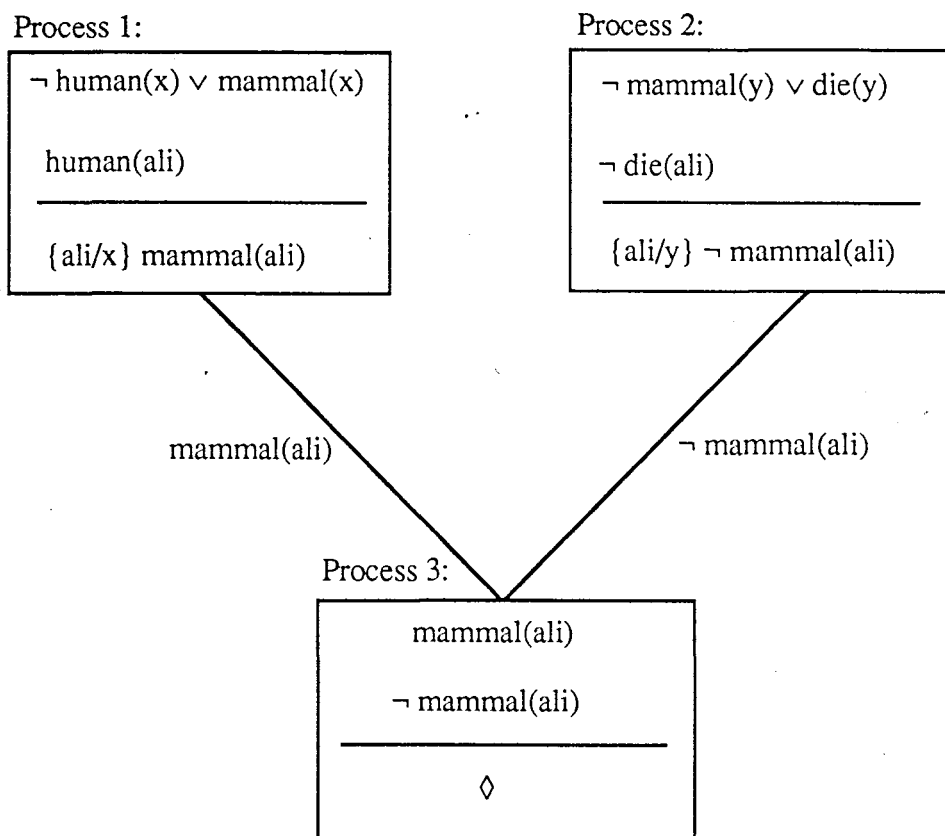 Process 1:
¬ human(x) ∨ mammal(x)
human(ali)
{ali/x} mammal(ali)
Process 2:
¬ mammal(y) ∨ die(y)
¬ die(ali)
{ali/y} ¬ mammal(ali)
mammal(ali)
¬ mammal(ali)
Process 3:
mammal(ali)
¬ mammal(ali)
◊